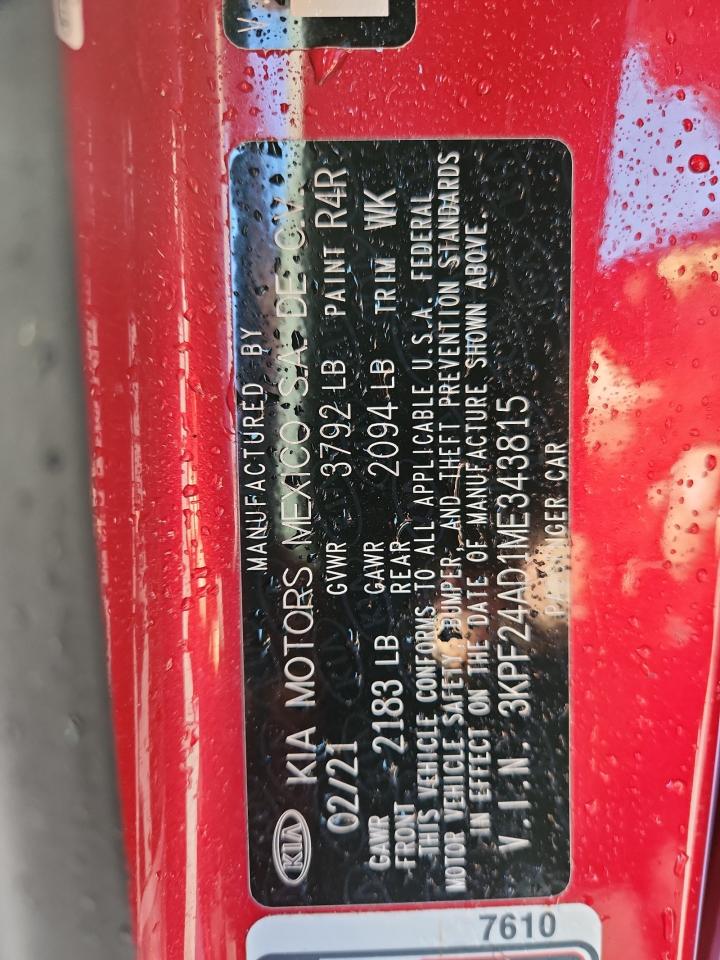 MANUFACTURED BY
KIA KIA MOTORS MEXICO S.A. DE C.V.
02/21 GVWR 3792 LB PAINT R4R
GAWR FRONT 2183 LB GAWR REAR 2094 LB TRIM WK
THIS VEHICLE CONFORMS TO ALL APPLICABLE U.S.A. FEDERAL
MOTOR VEHICLE SAFETY, BUMPER, AND THEFT PREVENTION STANDARDS
IN EFFECT ON THE DATE OF MANUFACTURE SHOWN ABOVE.
V.I.N. 3KPF24AD1ME343815
PASSENGER CAR
7610
V